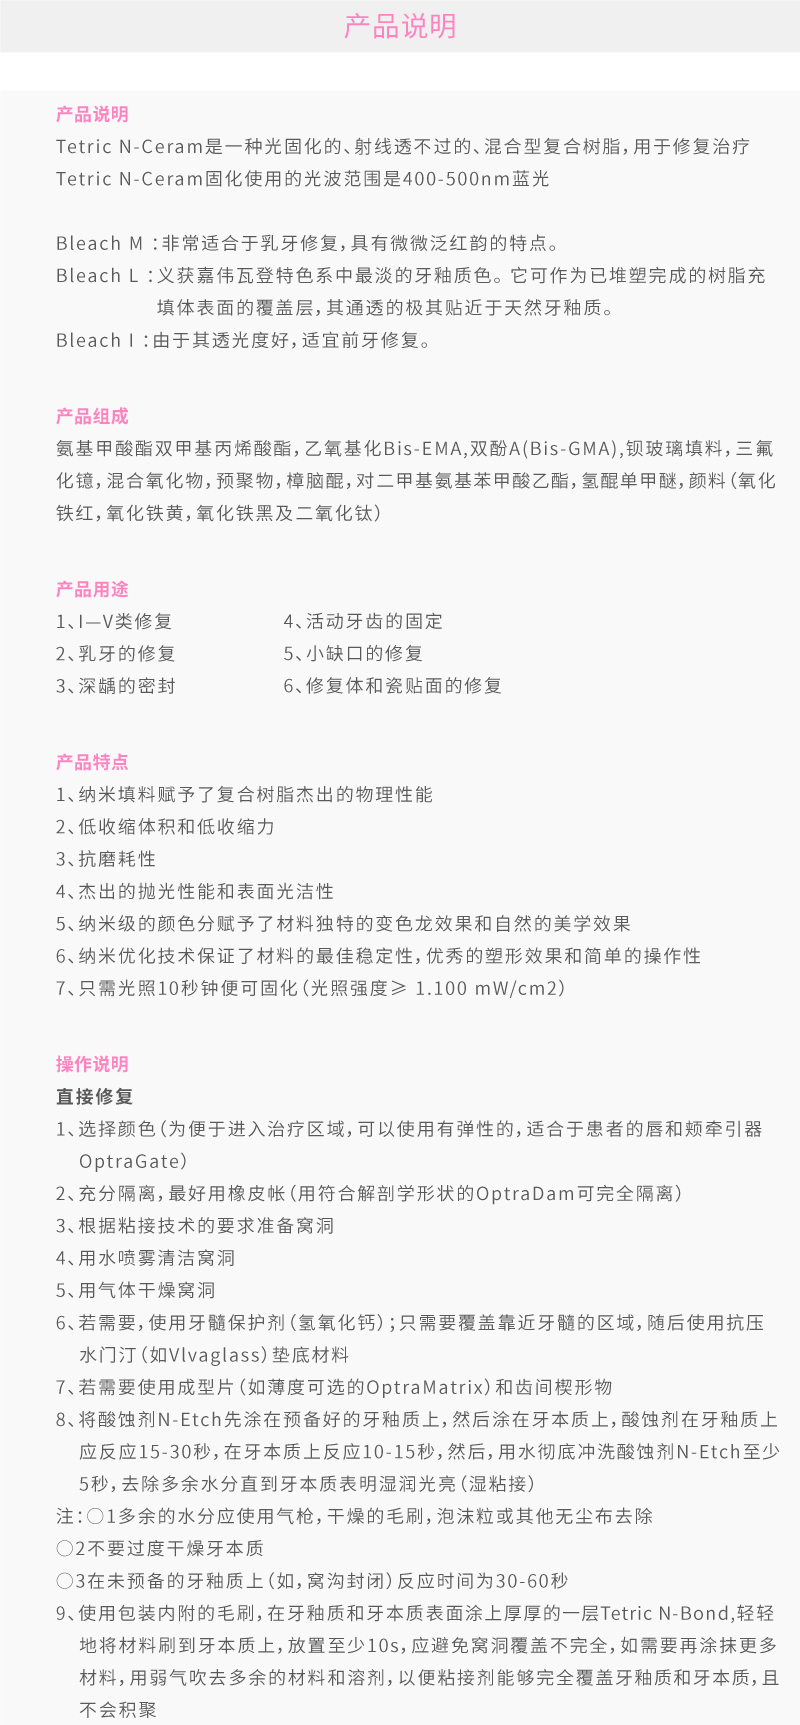 产品说明
产品说明
Tetric N-Ceram是一种光固化的、射线透不过的、混合型复合树脂，用于修复治疗
Tetric N-Ceram固化使用的光波范围是400-500nm蓝光
Bleach M ：非常适合于乳牙修复，具有微微泛红韵的特点。
Bleach L ：义获嘉伟瓦登特色系中最淡的牙釉质色。它可作为已堆塑完成的树脂充
填体表面的覆盖层，其通透的极其贴近于天然牙釉质。
Bleach I ：由于其透光度好，适宜前牙修复。
产品组成
氨基甲酸酯双甲基丙烯酸酯，乙氧基化Bis-EMA,双酚A(Bis-GMA),钡玻璃填料，三氟
化镱，混合氧化物，预聚物，樟脑醌，对二甲基氨基苯甲酸乙酯，氢醌单甲醚，颜料（氧化
铁红，氧化铁黄，氧化铁黑及二氧化钛）
产品用途
1、I—V类修复 4、活动牙齿的固定
2、乳牙的修复 5、小缺口的修复
3、深龋的密封 6、修复体和瓷贴面的修复
产品特点
1、纳米填料赋予了复合树脂杰出的物理性能
2、低收缩体积和低收缩力
3、抗磨耗性
4、杰出的抛光性能和表面光洁性
5、纳米级的颜色分赋予了材料独特的变色龙效果和自然的美学效果
6、纳米优化技术保证了材料的最佳稳定性，优秀的塑形效果和简单的操作性
7、只需光照10秒钟便可固化（光照强度≥ 1.100 mW/cm2）
操作说明
直接修复
1、选择颜色（为便于进入治疗区域，可以使用有弹性的，适合于患者的唇和颊牵引器
OptraGate）
2、充分隔离，最好用橡皮帐（用符合解剖学形状的OptraDam可完全隔离）
3、根据粘接技术的要求准备窝洞
4、用水喷雾清洁窝洞
5、用气体干燥窝洞
6、若需要，使用牙髓保护剂（氢氧化钙）；只需要覆盖靠近牙髓的区域，随后使用抗压
水门汀（如Vlvaglass）垫底材料
7、若需要使用成型片（如薄度可选的OptraMatrix）和齿间楔形物
8、将酸蚀剂N-Etch先涂在预备好的牙釉质上，然后涂在牙本质上，酸蚀剂在牙釉质上
应反应15-30秒，在牙本质上反应10-15秒，然后，用水彻底冲洗酸蚀剂N-Etch至少
5秒，去除多余水分直到牙本质表明湿润光亮（湿粘接）
注：○1多余的水分应使用气枪，干燥的毛刷，泡沫粒或其他无尘布去除
○2不要过度干燥牙本质
○3在未预备的牙釉质上（如，窝沟封闭）反应时间为30-60秒
9、使用包装内附的毛刷，在牙釉质和牙本质表面涂上厚厚的一层Tetric N-Bond,轻轻
地将材料刷到牙本质上，放置至少10s，应避免窝洞覆盖不完全，如需要再涂抹更多
材料，用弱气吹去多余的材料和溶剂，以便粘接剂能够完全覆盖牙釉质和牙本质，且
不会积聚